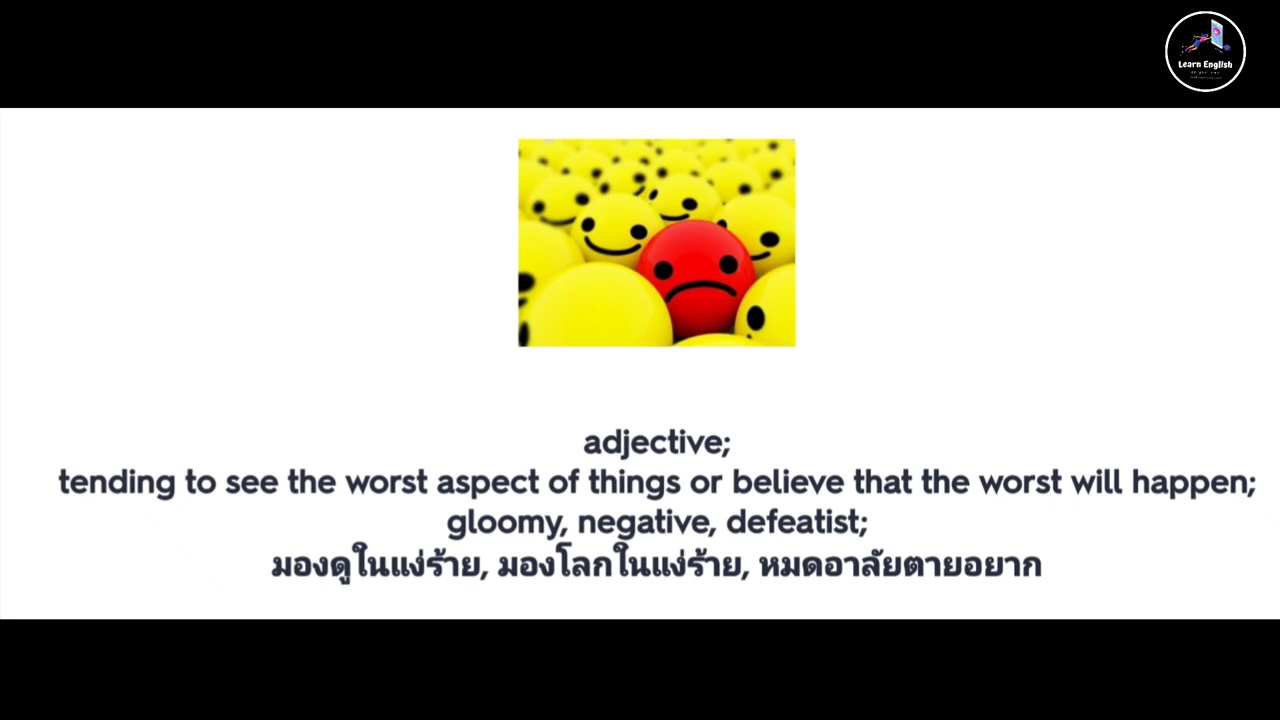 Learn English
adjective;
tending to see the worst aspect of things or believe that the worst will happen;
gloomy, negative, defeatist;
มองดูในแง่ร้าย, มองโลกในแง่ร้าย, หมดอาลัยตายอยาก